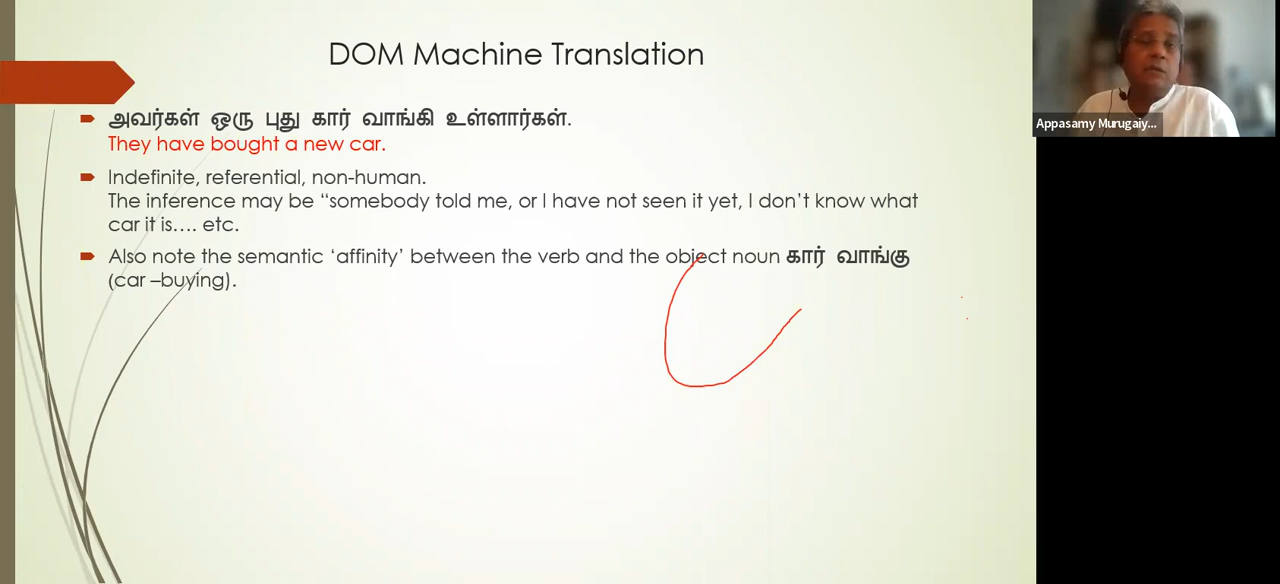 DOM Machine Translation
அவர்கள் ஒரு புது கார் வாங்கி உள்ளார்கள்.
They have bought a new car.
Indefinite, referential, non-human.
The inference may be “somebody told me, or I have not seen it yet, I don’t know what
car it is…. etc.
Also note the semantic ‘affinity’ between the verb and the object noun கார் வாங்கு
(car –buying).
Appasamy Murugaiy...